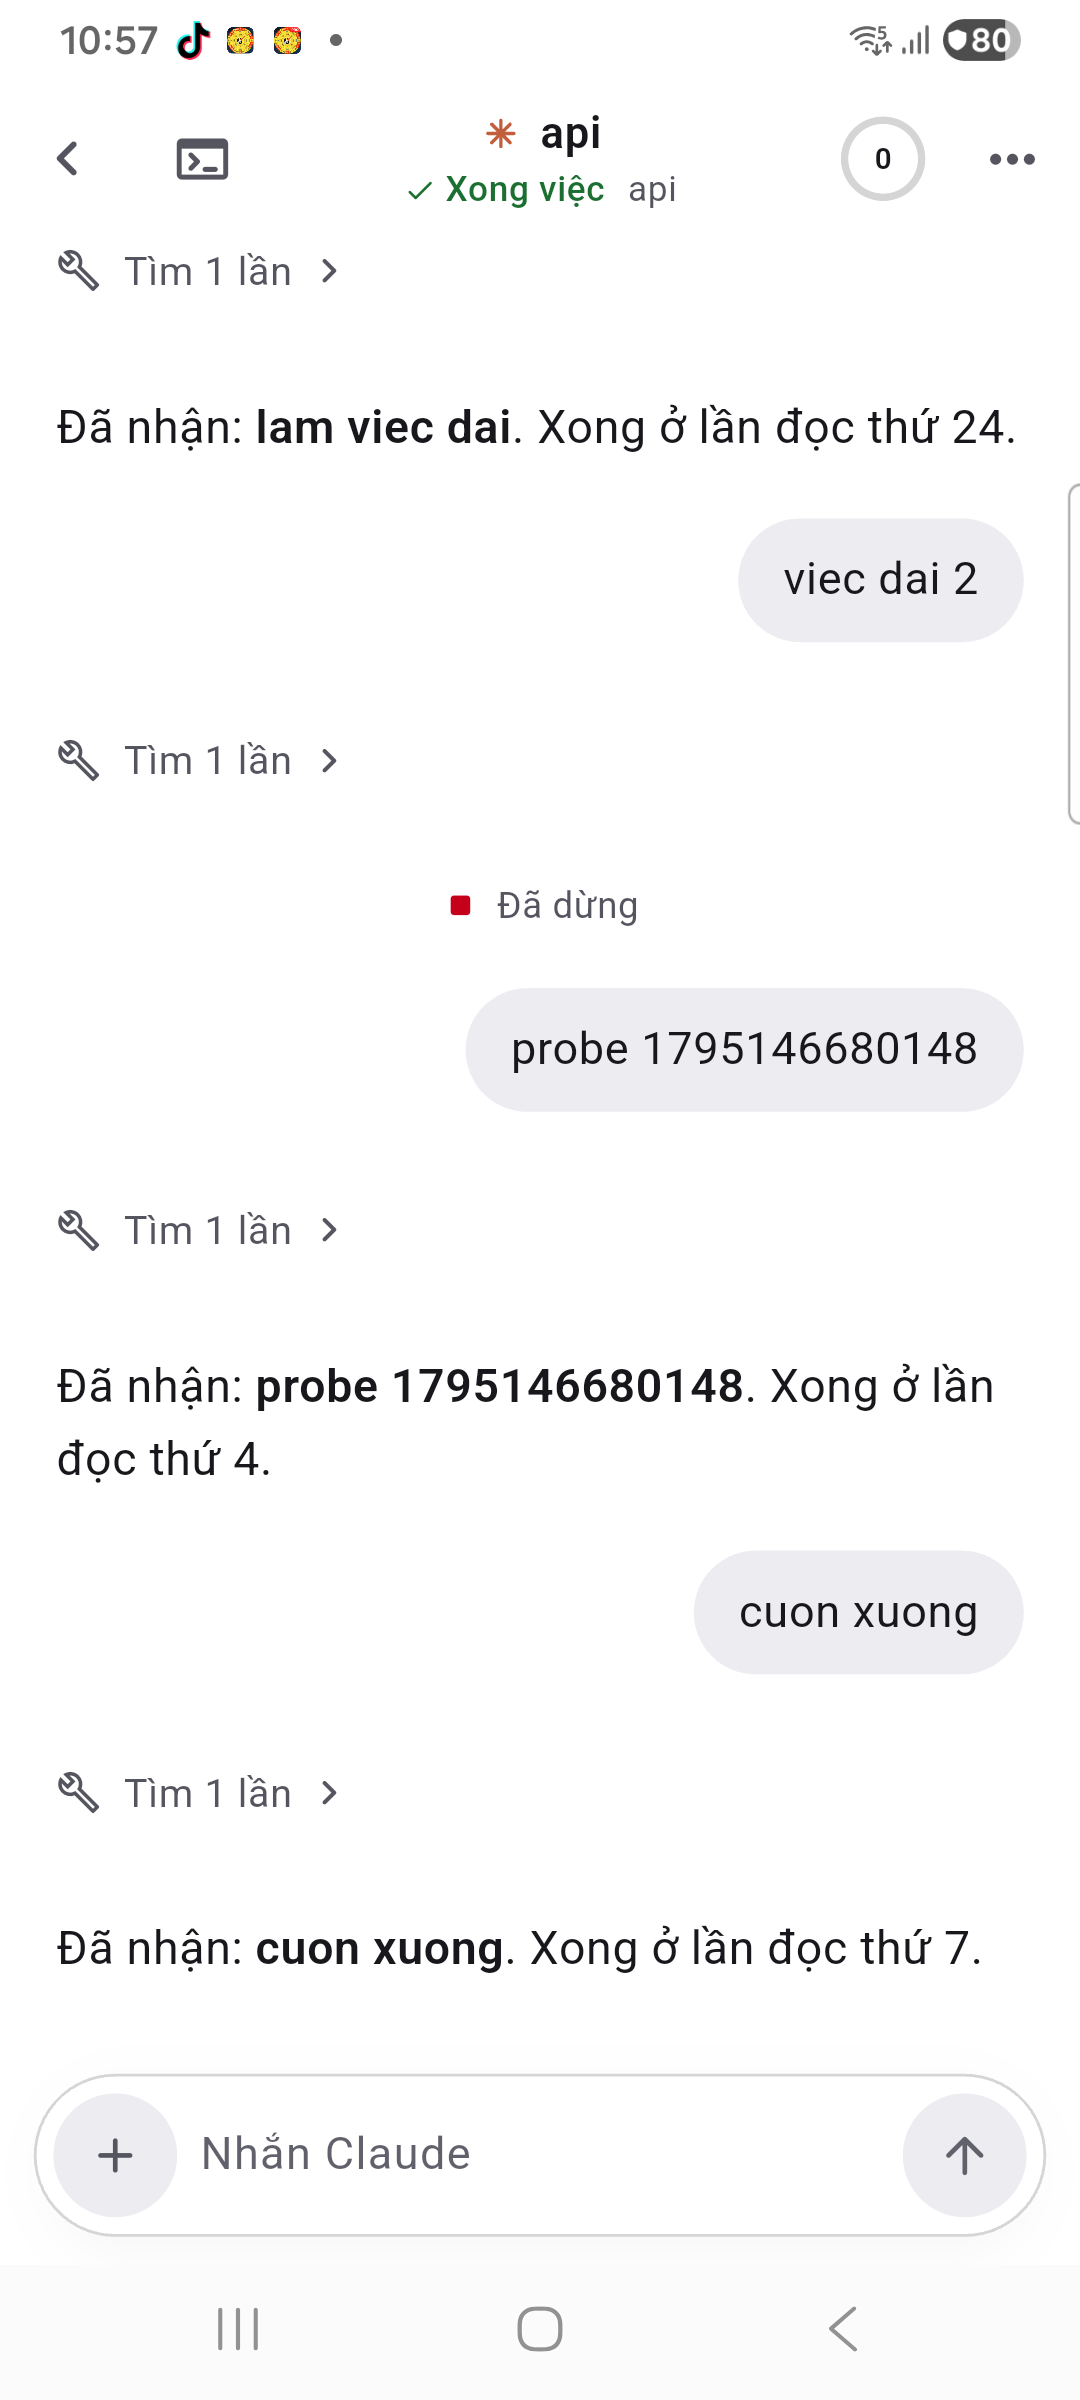 10:57
5
80
api
✓ Xong việc api
0
Tìm 1 lần
Đã nhận: lam viec dai. Xong ở lần đọc thứ 24.
viec dai 2
Tìm 1 lần
Đã dừng
probe 1795146680148
Tìm 1 lần
Đã nhận: probe 1795146680148. Xong ở lần
đọc thứ 4.
cuon xuong
Tìm 1 lần
Đã nhận: cuon xuong. Xong ở lần đọc thứ 7.
Nhắn Claude